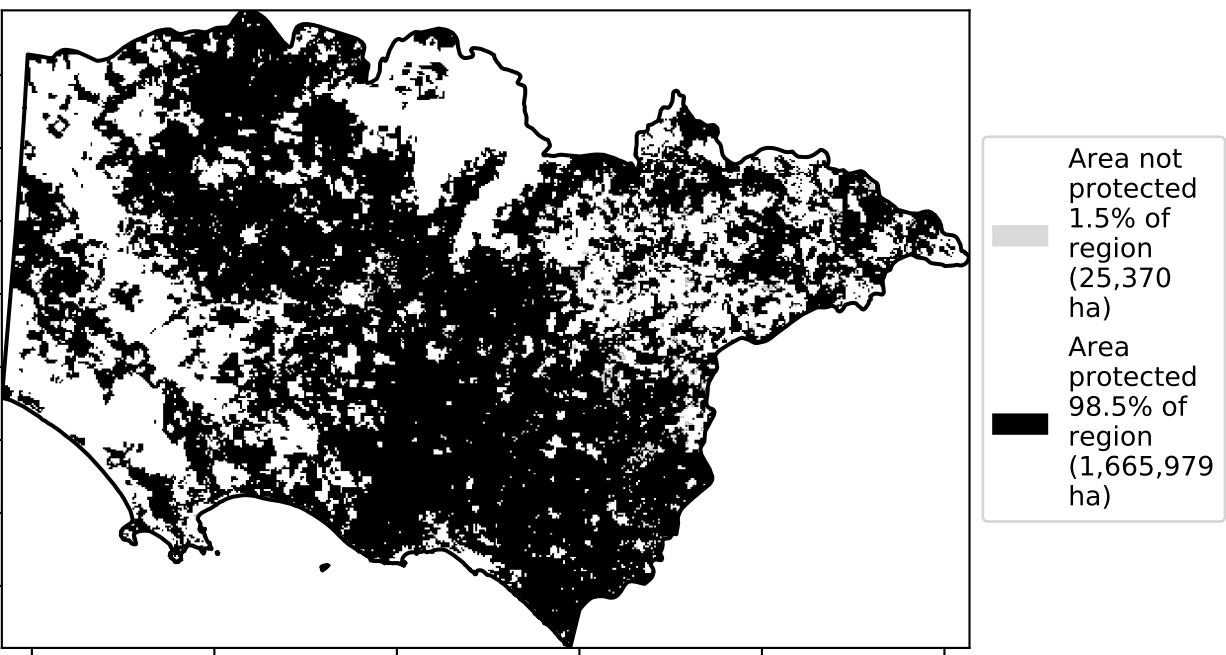 Area not
protected
1.5% of
region
(25,370
ha)
Area
protected
98.5% of
region
(1,665,979
ha)